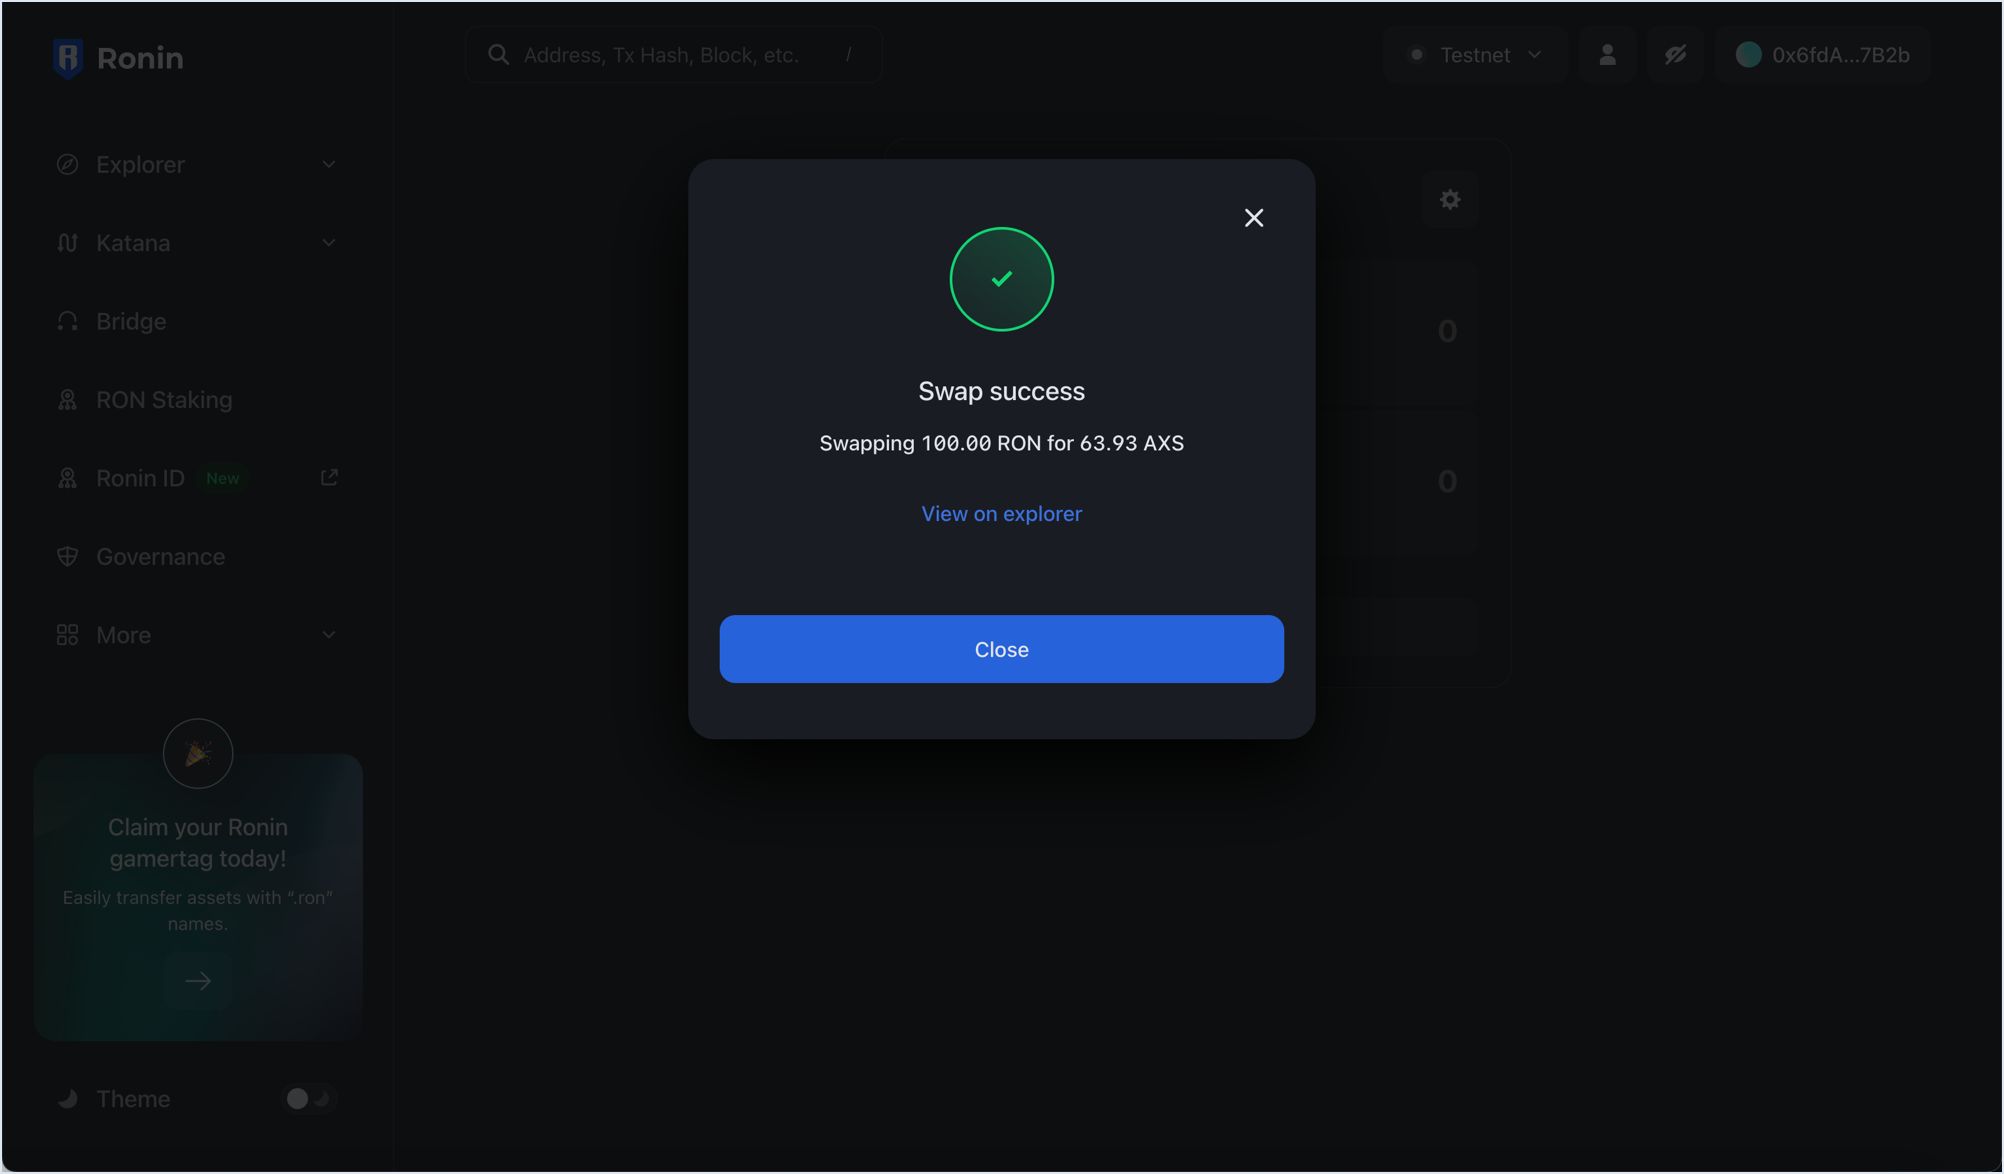 Ronin
Address, Tx Hash, Block, etc. /
Testnet
0x6fdA...7B2b
Explorer
Katana
Bridge
RON Staking
Ronin ID New
Governance
More
0
0
Swap success
Swapping 100.00 RON for 63.93 AXS
View on explorer
Close
Claim your Ronin
gamertag today!
Easily transfer assets with “.ron”
names.
Theme